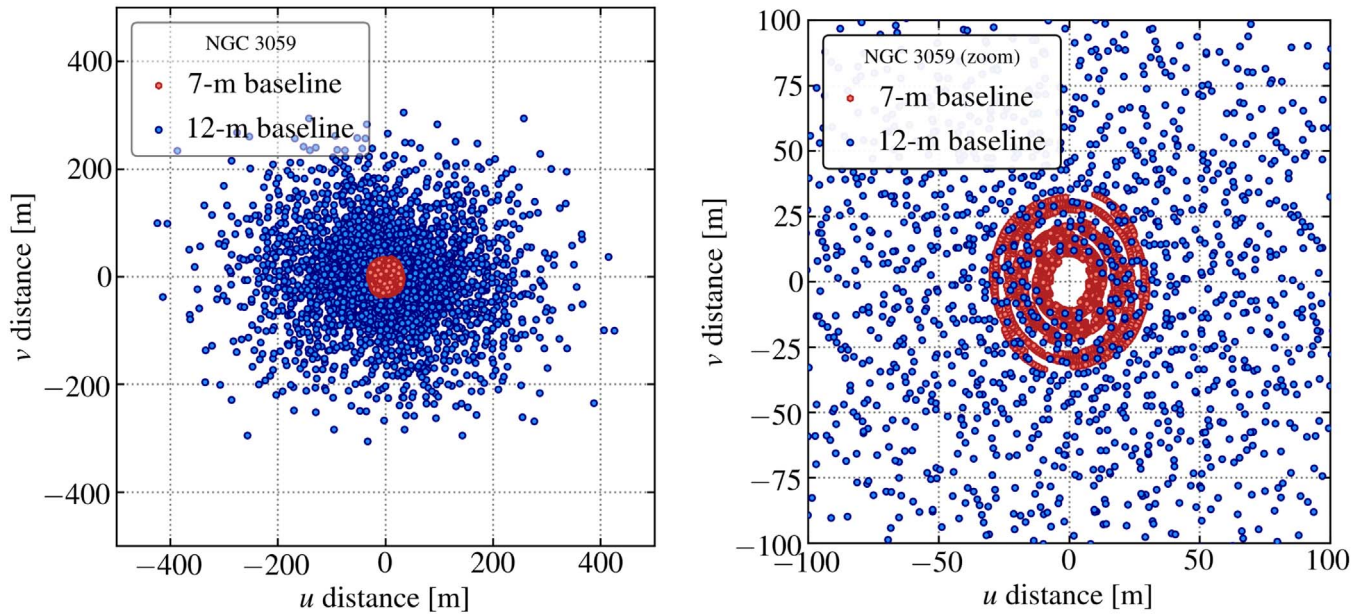 NGC 3059
7-m baseline
12-m baseline
400
200
0
−200
−400
v distance [m]
−400 −200 0 200 400
u distance [m]
NGC 3059 (zoom)
7-m baseline
12-m baseline
100
75
50
25
0
−25
−50
−75
−100
v distance [m]
−100 −50 0 50 100
u distance [m]